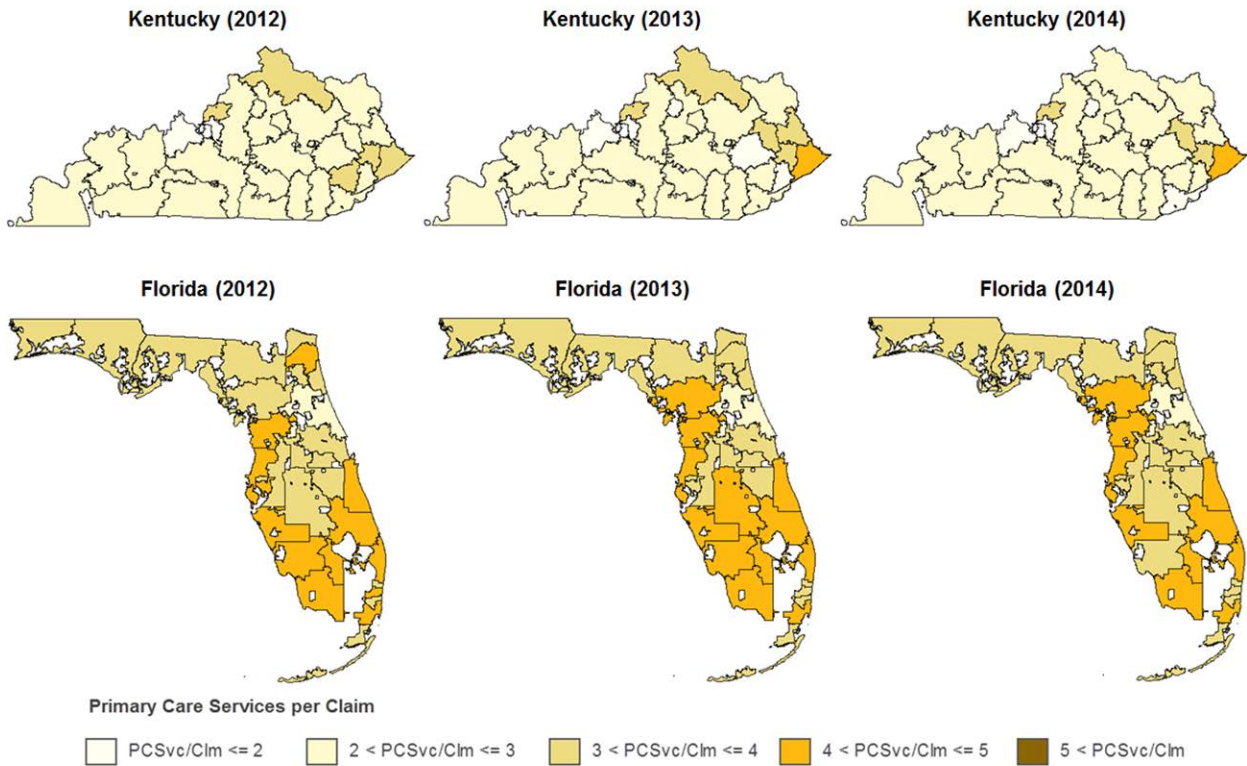 Kentucky (2012) Kentucky (2013) Kentucky (2014)
Florida (2012) Florida (2013) Florida (2014)
Primary Care Services per Claim
PCSvc/Clm <= 2 2 < PCSvc/Clm <= 3 3 < PCSvc/Clm <= 4 4 < PCSvc/Clm <= 5 5 < PCSvc/Clm